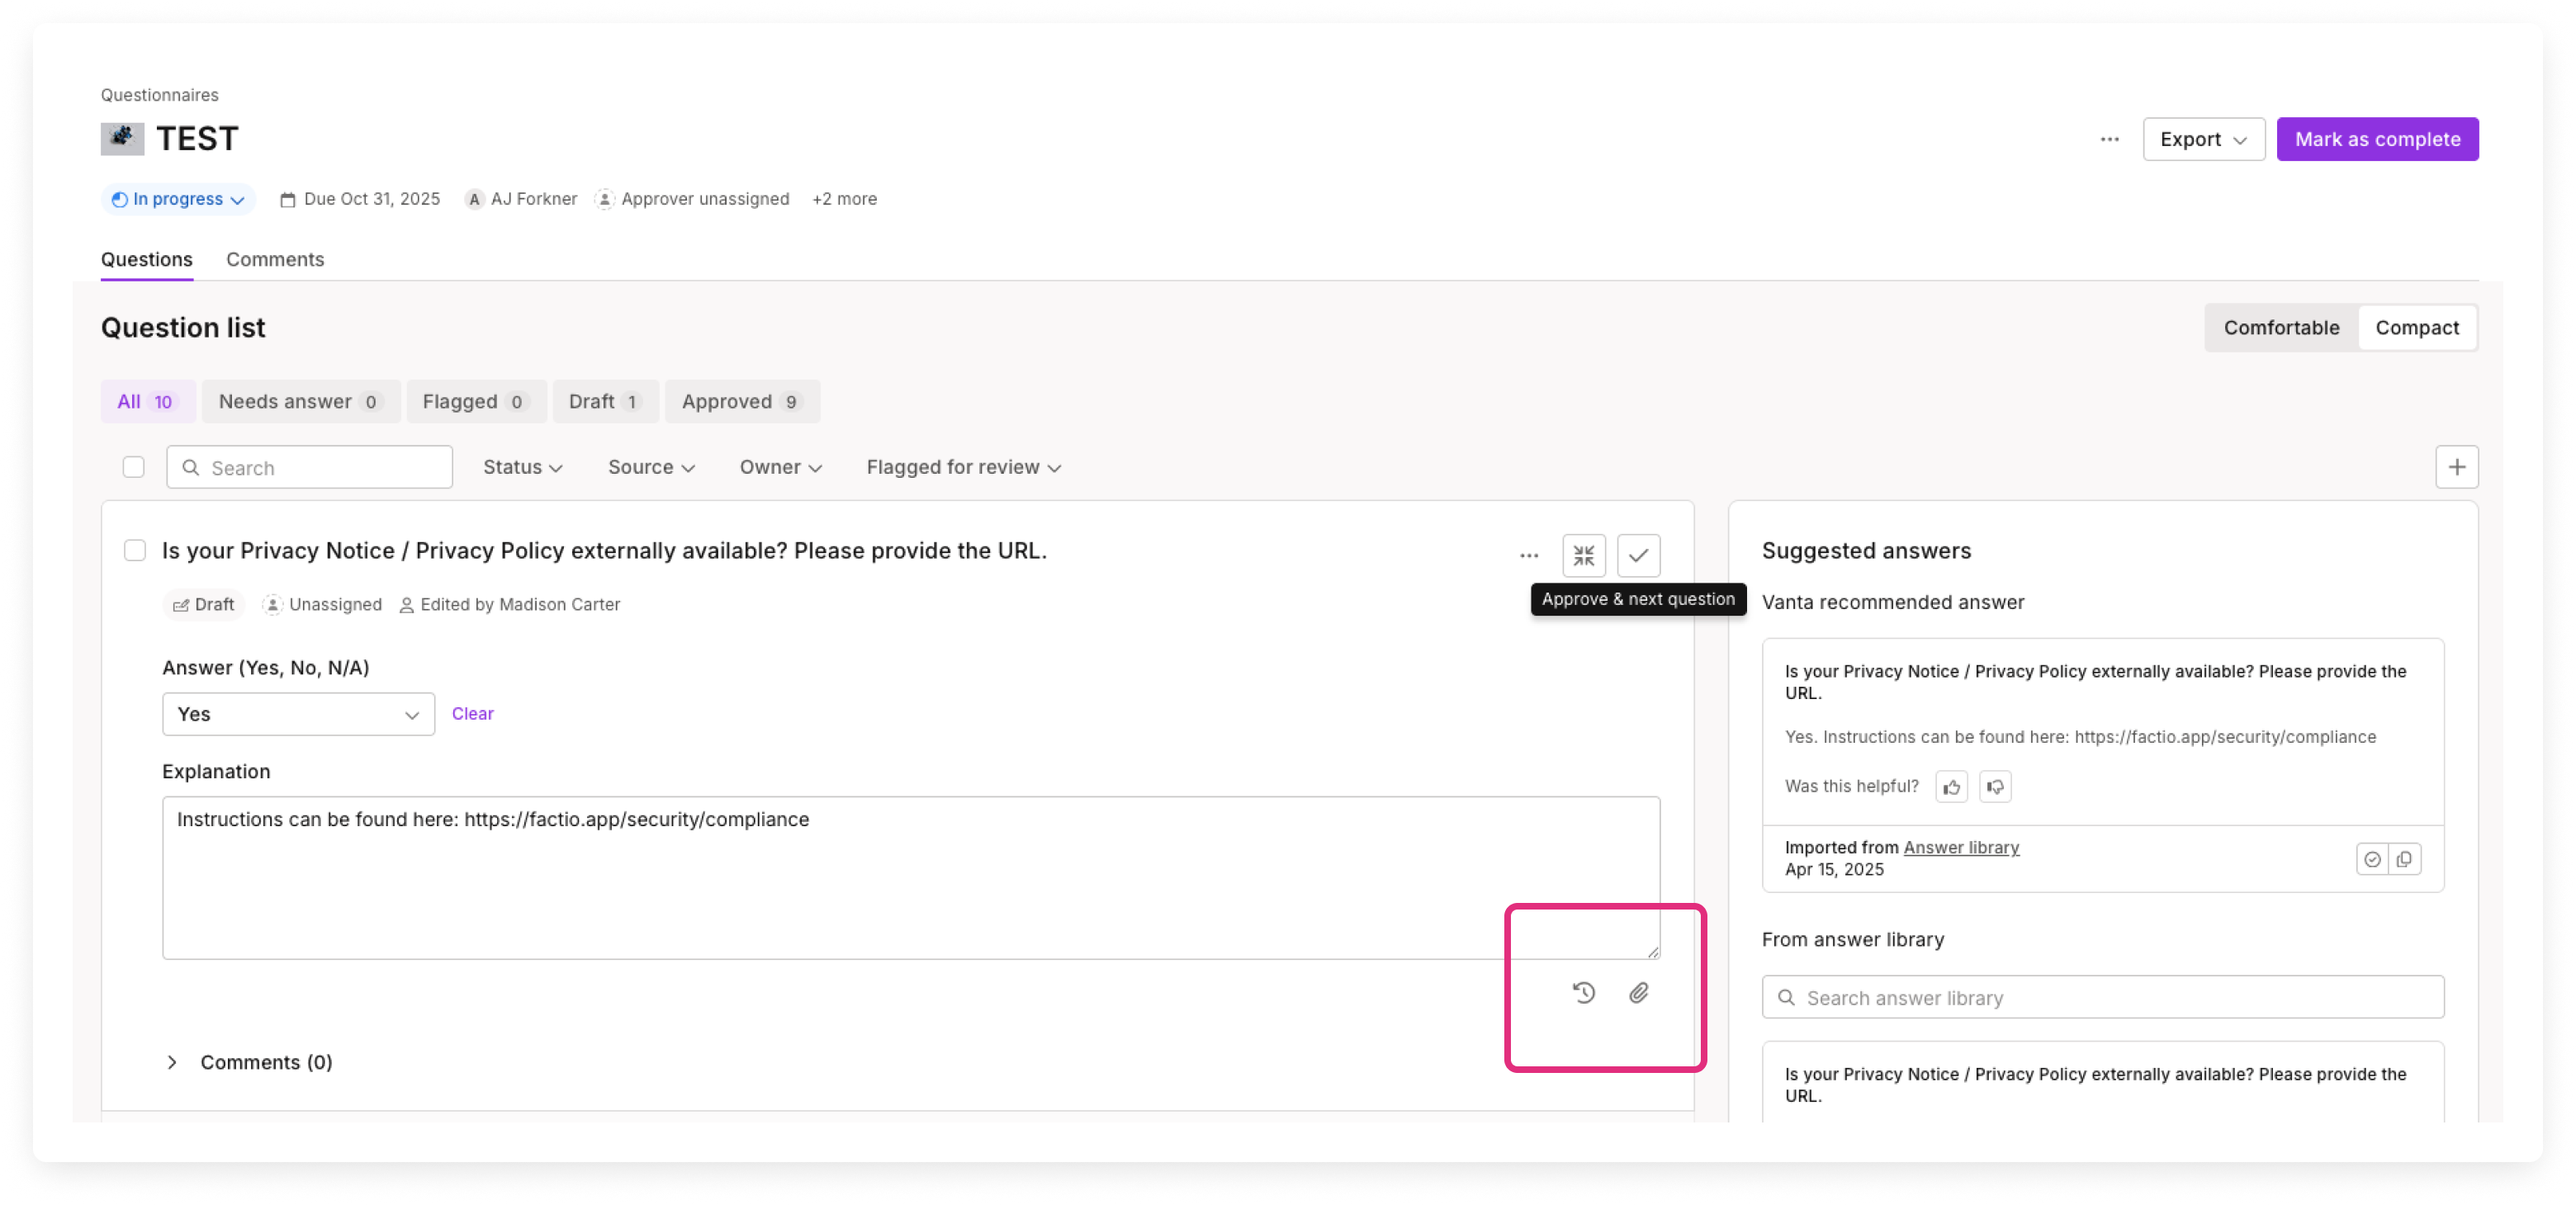 Questionnaires
TEST
Export
Mark as complete
In progress
Due Oct 31, 2025
A AJ Forkner
Approver unassigned
+2 more
Questions
Comments
Question list
Comfortable
Compact
All 10
Needs answer 0
Flagged 0
Draft 1
Approved 9
Search
Status
Source
Owner
Flagged for review
Is your Privacy Notice / Privacy Policy externally available? Please provide the URL.
Approve & next question
Draft
Unassigned
Edited by Madison Carter
Answer (Yes, No, N/A)
Yes
Clear
Explanation
Instructions can be found here: https://factio.app/security/compliance
Comments (0)
Suggested answers
Vanta recommended answer
Is your Privacy Notice / Privacy Policy externally available? Please provide the
URL.
Yes. Instructions can be found here: https://factio.app/security/compliance
Was this helpful?
Imported from Answer library
Apr 15, 2025
From answer library
Search answer library
Is your Privacy Notice / Privacy Policy externally available? Please provide the
URL.